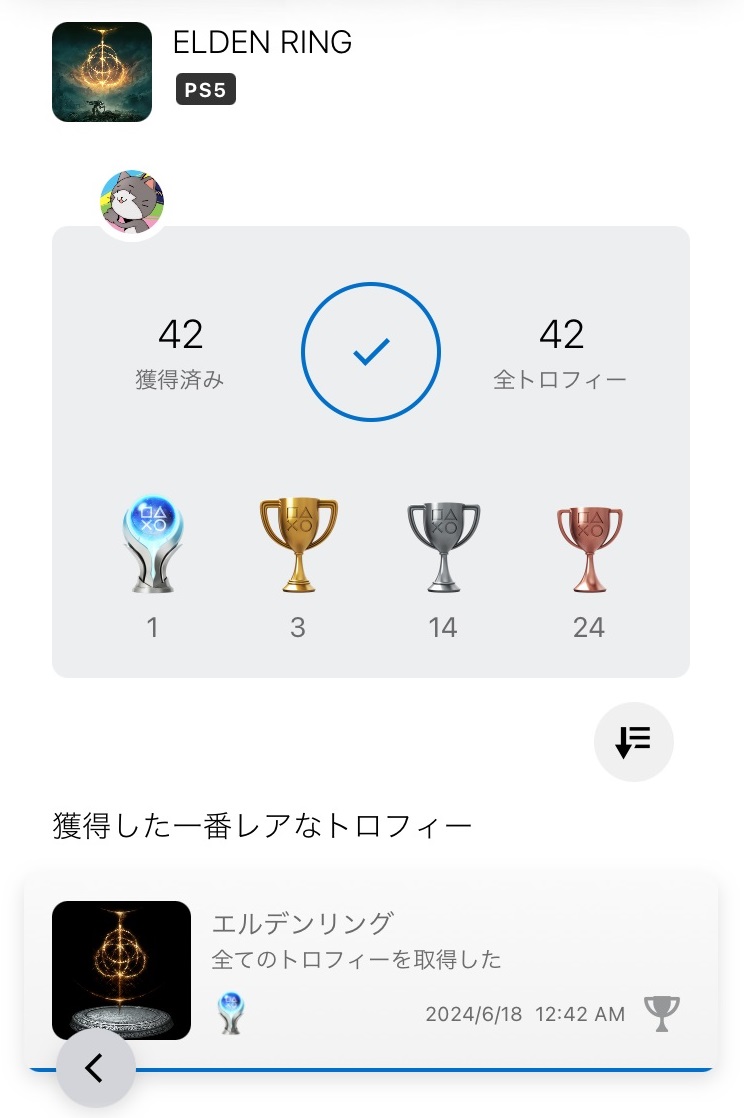 ELDEN RING
PS5
42
獲得済み
42
全トロフィー
1
3
14
24
獲得した一番レアなトロフィー
エルデンリング
全てのトロフィーを取得した
2024/6/18 12:42 AM